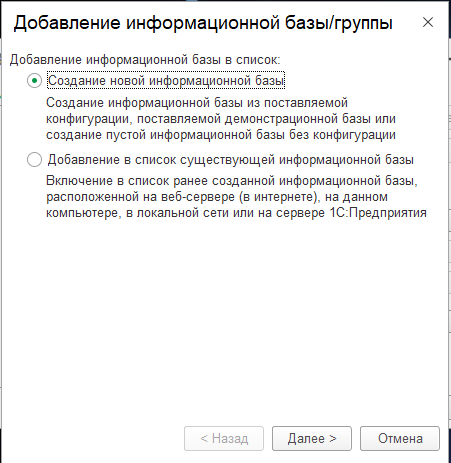 Добавление информационной базы/группы
Добавление информационной базы в список:
Создание новой информационной базы
Создание информационной базы из поставляемой
конфигурации, поставляемой демонстрационной базы или
создание пустой информационной базы без конфигурации
Добавление в список существующей информационной базы
Включение в список ранее созданной информационной базы,
расположенной на веб-сервере (в интернете), на данном
компьютере, в локальной сети или на сервере 1С:Предприятия
< Назад
Далее >
Отмена